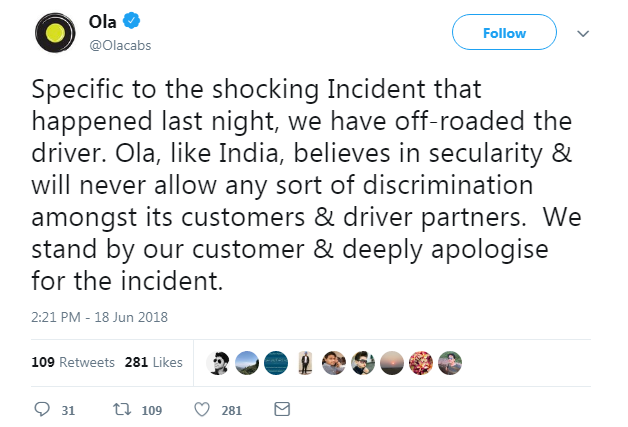 Ola
@Olacabs
Follow
Specific to the shocking Incident that
happened last night, we have off-roaded the
driver. Ola, like India, believes in secularity &
will never allow any sort of discrimination
amongst its customers & driver partners.  We
stand by our customer & deeply apologise
for the incident.
2:21 PM - 18 Jun 2018
109 Retweets 281 Likes
31 109 281